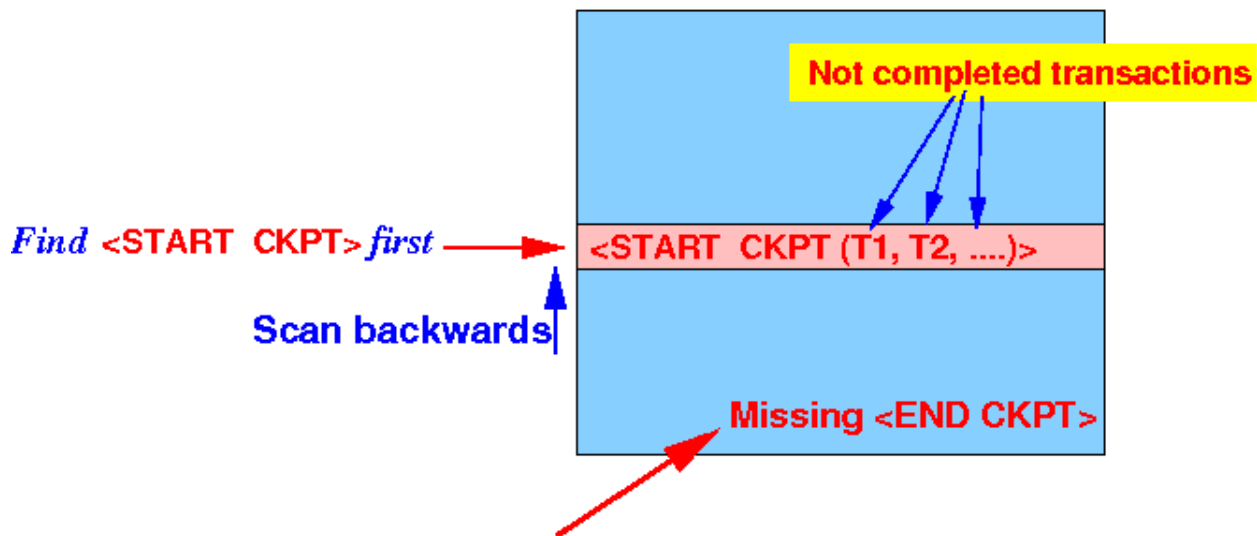 Not completed transactions
Find <START CKPT> first
<START CKPT (T1, T2, ....)>
Scan backwards
Missing <END CKPT>